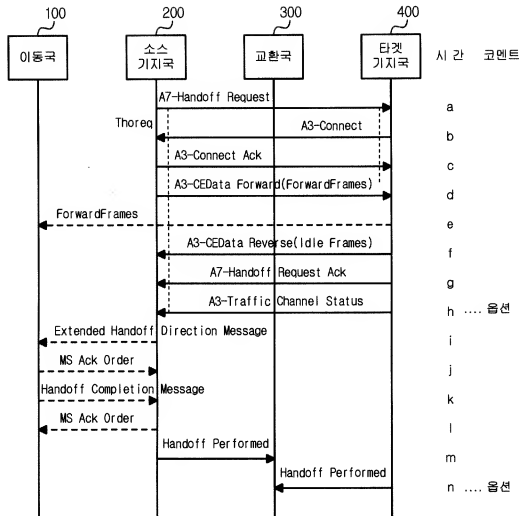 100 200 300 400
이동국 소스 기지국 교환국 타겟 기지국 시 간 코멘트
A7-Handoff Request a
Thoreq A3-Connect b
A3-Connect Ack c
A3-CEData Forward(ForwardFrames) d
ForwardFrames e
A3-CEData Reverse(Idle Frames) f
A7-Handoff Request Ack g
A3-Traffic Channel Status h .... 옵션
Extended Handoff Direction Message i
MS Ack Order j
Handoff Completion Message k
MS Ack Order l
Handoff Performed m
Handoff Performed n .... 옵션